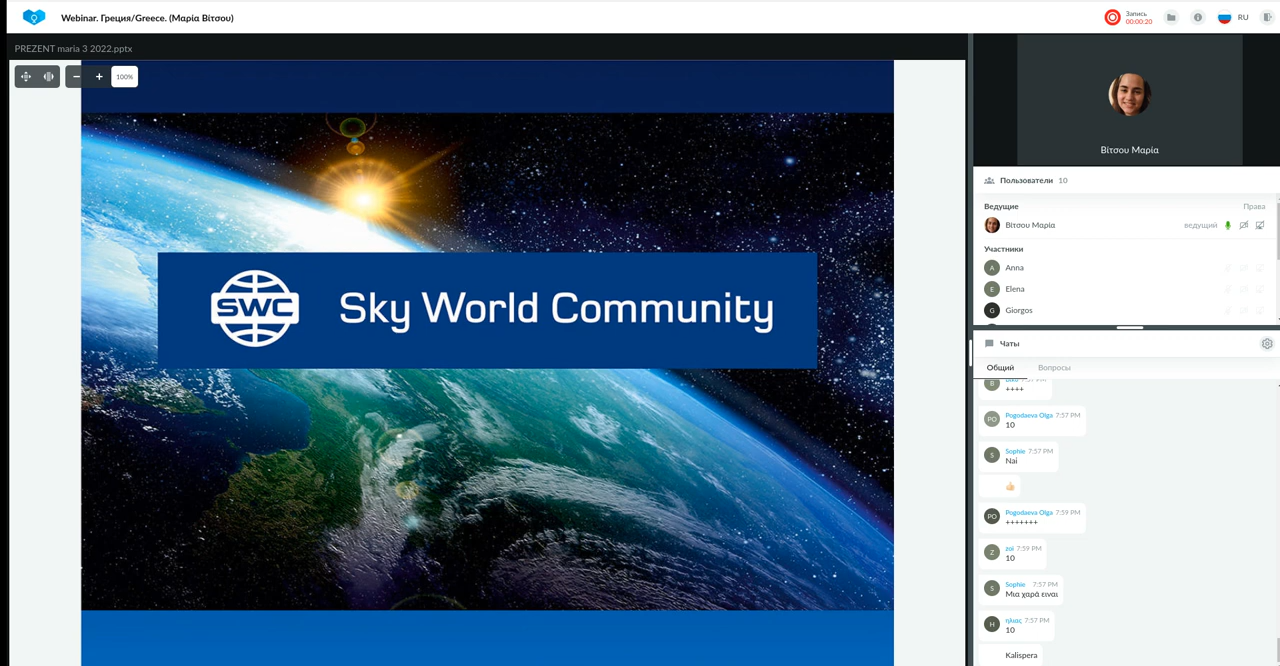 Webinar. Греция/Greece. (Μαρία Βίτσου)
Запись
00:00:20
RU
PREZENT maria 3 2022.pptx
100%
SWC
Sky World Community
Βίτσου Μαρία
Пользователи 10
Ведущие
Права
Βίτσου Μαρία
ведущий
Участники
A
Anna
E
Elena
G
Giorgos
Чаты
Общий
Вопросы
++++
PO
Pogodaeva Olga 7:57 PM
10
S
Sophie 7:57 PM
Nai
PO
Pogodaeva Olga 7:59 PM
+++++++
Z
zoi 7:59 PM
10
S
Sophie 7:57 PM
Μια χαρά ειναι
Η
ηλιας 7:57 PM
10
Kalispera